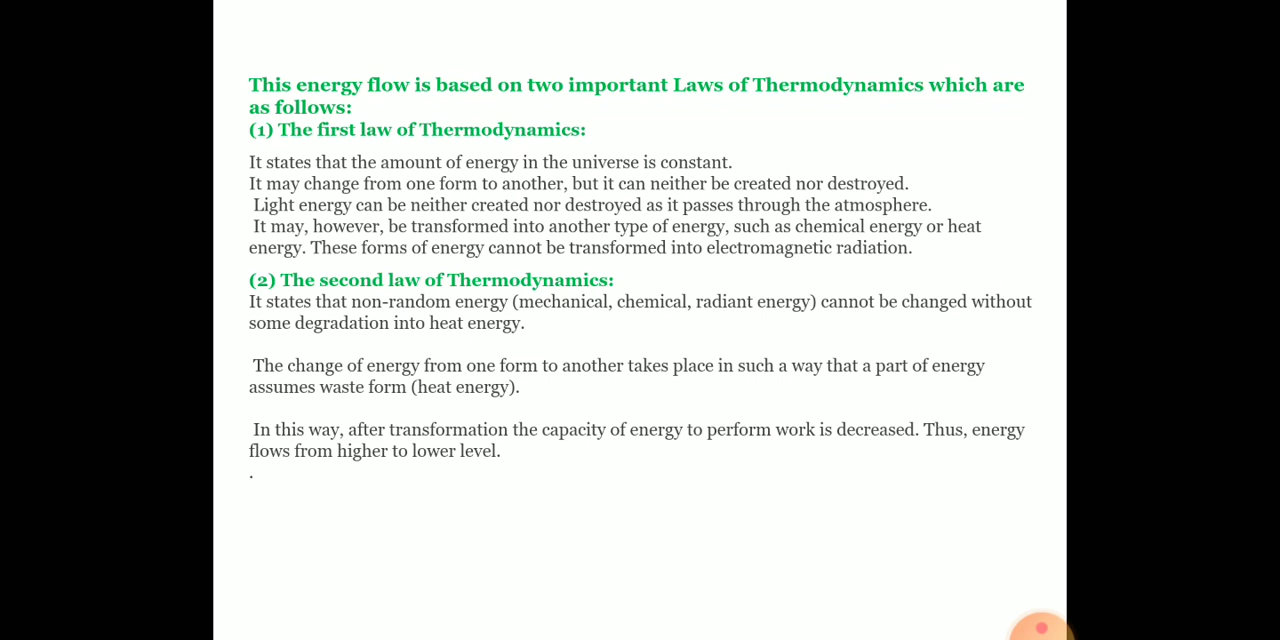 This energy flow is based on two important Laws of Thermodynamics which are
as follows:
(1) The first law of Thermodynamics:
It states that the amount of energy in the universe is constant.
It may change from one form to another, but it can neither be created nor destroyed.
Light energy can be neither created nor destroyed as it passes through the atmosphere.
It may, however, be transformed into another type of energy, such as chemical energy or heat
energy. These forms of energy cannot be transformed into electromagnetic radiation.
(2) The second law of Thermodynamics:
It states that non-random energy (mechanical, chemical, radiant energy) cannot be changed without
some degradation into heat energy.
The change of energy from one form to another takes place in such a way that a part of energy
assumes waste form (heat energy).
In this way, after transformation the capacity of energy to perform work is decreased. Thus, energy
flows from higher to lower level.
.